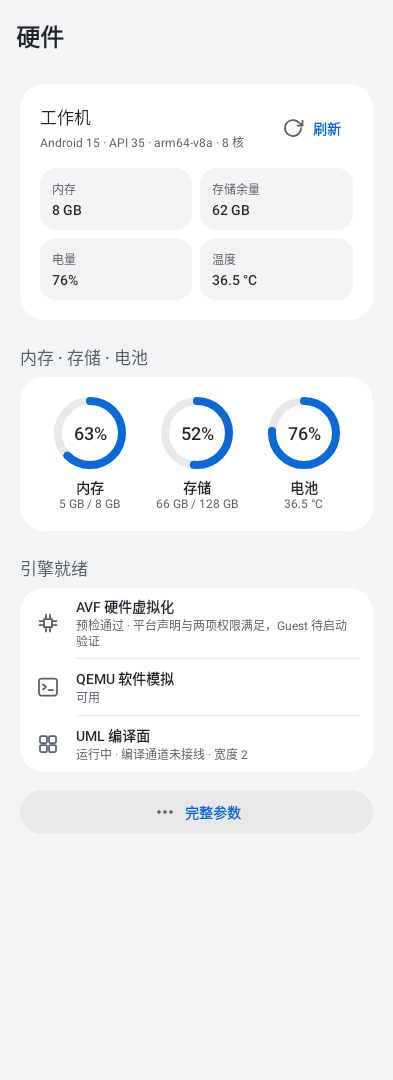 硬件
工作机
Android 15 · API 35 · arm64-v8a · 8 核
刷新
内存
8 GB
存储余量
62 GB
电量
76%
温度
36.5 °C
内存 · 存储 · 电池
63%
52%
76%
内存
存储
电池
5 GB / 8 GB
66 GB / 128 GB
36.5 °C
引擎就绪
AVF 硬件虚拟化
预检通过 · 平台声明与两项权限满足，Guest 待启动
验证
QEMU 软件模拟
可用
UML 编译面
运行中 · 编译通道未接线 · 宽度 2
完整参数